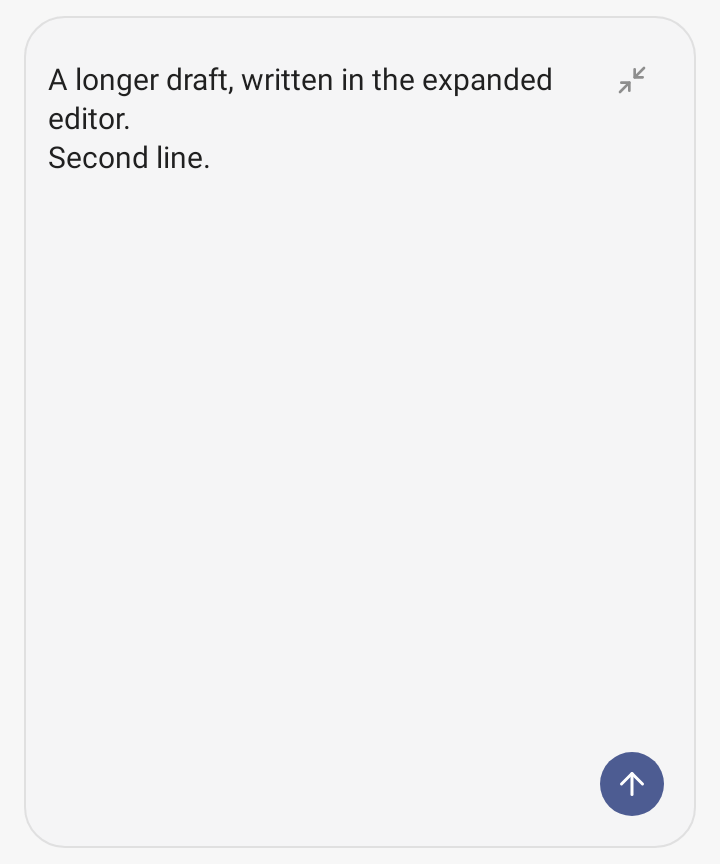 A longer draft, written in the expanded
editor.
Second line.